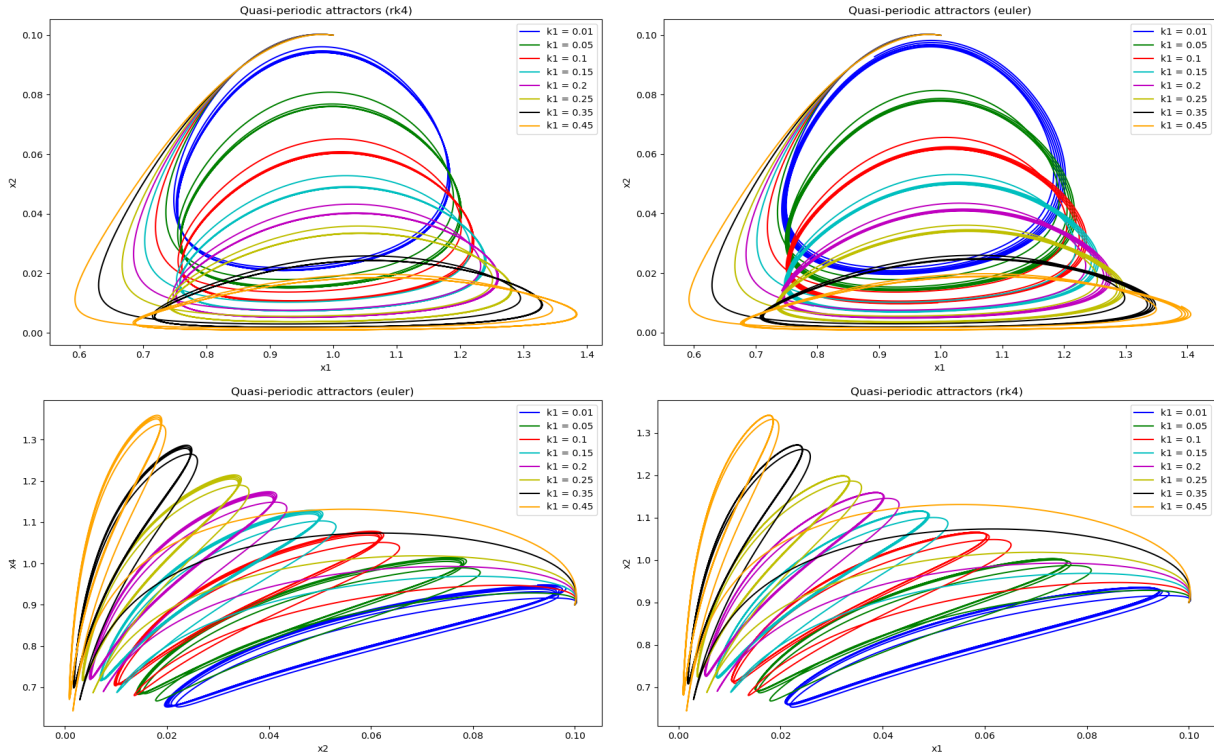 Quasi-periodic attractors (rk4)
x2
0.10
0.08
0.06
0.04
0.02
0.00
k1 = 0.01
k1 = 0.05
k1 = 0.1
k1 = 0.15
k1 = 0.2
k1 = 0.25
k1 = 0.35
k1 = 0.45
0.6 0.7 0.8 0.9 1.0 1.1 1.2 1.3 1.4
x1
Quasi-periodic attractors (euler)
x2
0.10
0.08
0.06
0.04
0.02
0.00
k1 = 0.01
k1 = 0.05
k1 = 0.1
k1 = 0.15
k1 = 0.2
k1 = 0.25
k1 = 0.35
k1 = 0.45
0.6 0.7 0.8 0.9 1.0 1.1 1.2 1.3 1.4
x1
Quasi-periodic attractors (euler)
x4
1.3
1.2
1.1
1.0
0.9
0.8
0.7
k1 = 0.01
k1 = 0.05
k1 = 0.1
k1 = 0.15
k1 = 0.2
k1 = 0.25
k1 = 0.35
k1 = 0.45
0.00 0.02 0.04 0.06 0.08 0.10
x2
Quasi-periodic attractors (rk4)
x2
1.3
1.2
1.1
1.0
0.9
0.8
0.7
k1 = 0.01
k1 = 0.05
k1 = 0.1
k1 = 0.15
k1 = 0.2
k1 = 0.25
k1 = 0.35
k1 = 0.45
0.00 0.02 0.04 0.06 0.08 0.10
x1